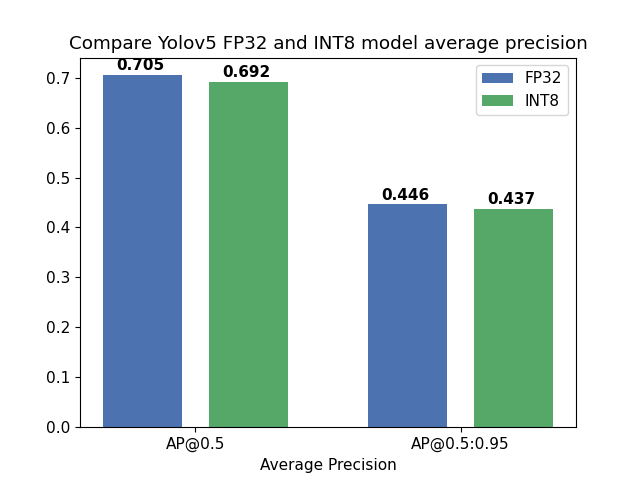 Compare Yolov5 FP32 and INT8 model average precision
0.705
0.692
0.446
0.437
FP32
INT8
0.7
0.6
0.5
0.4
0.3
0.2
0.1
0.0
AP@0.5
AP@0.5:0.95
Average Precision